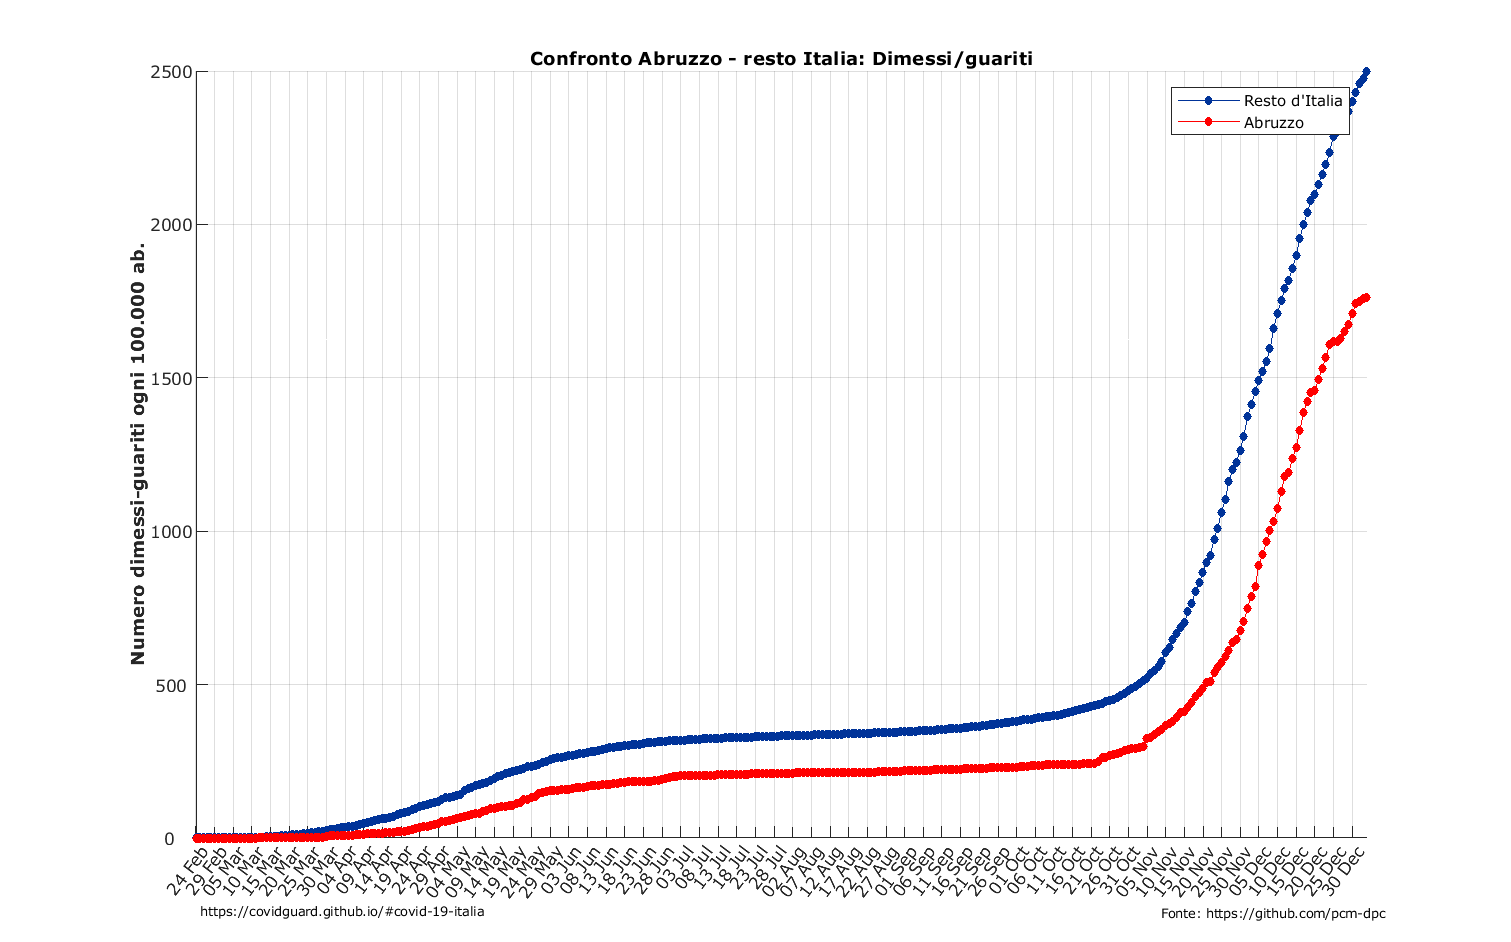 Confronto Abruzzo - resto Italia: Dimessi/guariti
Numero dimessi-guariti ogni 100.000 ab.
2500
2000
1500
1000
500
0
Resto d'Italia
Abruzzo
24 Feb
29 Feb
05 Mar
10 Mar
15 Mar
20 Mar
25 Mar
30 Mar
04 Apr
09 Apr
14 Apr
19 Apr
24 Apr
29 Apr
04 May
09 May
14 May
19 May
24 May
29 May
03 Jun
08 Jun
13 Jun
18 Jun
23 Jun
28 Jun
03 Jul
08 Jul
13 Jul
18 Jul
23 Jul
28 Jul
02 Aug
07 Aug
12 Aug
17 Aug
22 Aug
27 Aug
01 Sep
06 Sep
11 Sep
16 Sep
21 Sep
26 Sep
01 Oct
06 Oct
11 Oct
16 Oct
21 Oct
26 Oct
31 Oct
05 Nov
10 Nov
15 Nov
20 Nov
25 Nov
30 Nov
05 Dec
10 Dec
15 Dec
20 Dec
25 Dec
30 Dec
https://covidguard.github.io/#covid-19-italia
Fonte: https://github.com/pcm-dpc